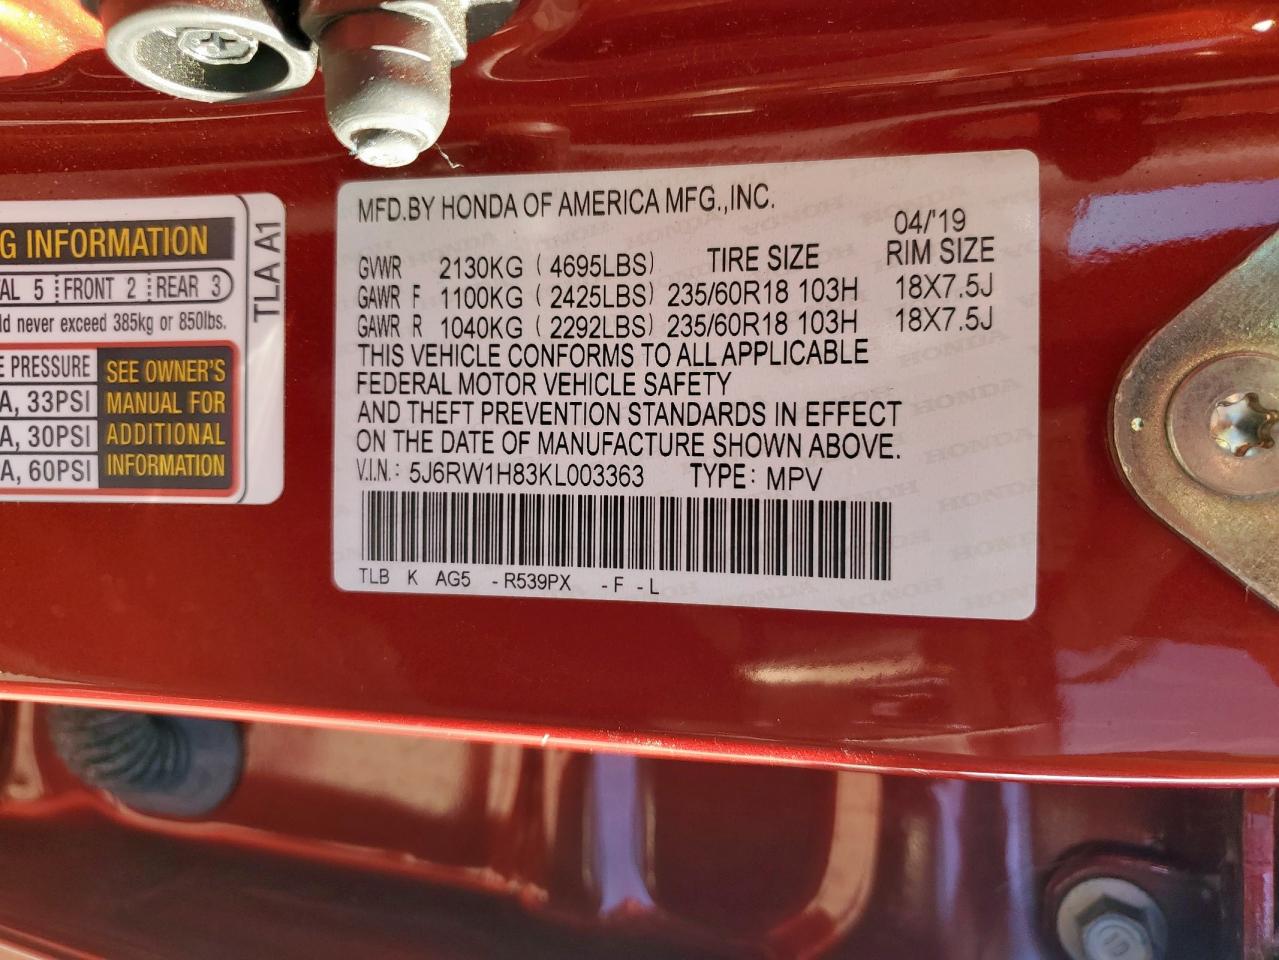 G INFORMATION
TAL 5 FRONT 2 REAR 3
never exceed 385kg or 850lbs.
PRESSURE
A, 33PSI
A, 30PSI
A, 60PSI
SEE OWNER'S
MANUAL FOR
ADDITIONAL
INFORMATION
TLA A1
MFD.BY HONDA OF AMERICA MFG.,INC.
04/'19
GVWR 2130KG (4695LBS) TIRE SIZE RIM SIZE
GAWR F 1100KG (2425LBS) 235/60R18 103H 18X7.5J
GAWR R 1040KG (2292LBS) 235/60R18 103H 18X7.5J
THIS VEHICLE CONFORMS TO ALL APPLICABLE
FEDERAL MOTOR VEHICLE SAFETY
AND THEFT PREVENTION STANDARDS IN EFFECT
ON THE DATE OF MANUFACTURE SHOWN ABOVE.
V.I.N.: 5J6RW1H83KL003363 TYPE: MPV
TLB K AG5 -R539PX -F -L